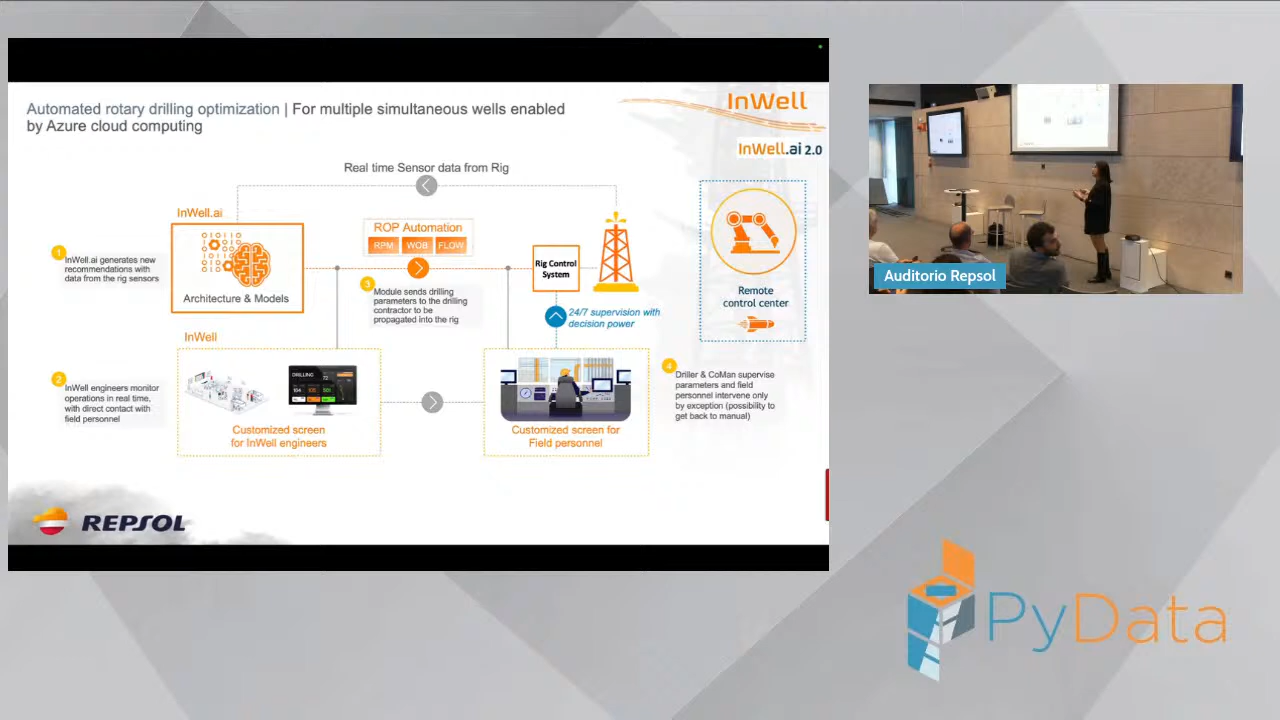 Automated rotary drilling optimization | For multiple simultaneous wells enabled
by Azure cloud computing
InWell
InWell.ai 2.0
Real time Sensor data from Rig
InWell.ai
Architecture & Models
1
InWell.ai generates new
recommendations with
data from the rig sensors
ROP Automation
RPM WOB FLOW
3
Module sends drilling
parameters to the drilling
contractor to be
propagated into the rig
Rig Control
System
24/7 supervision with
decision power
Remote
control center
InWell
2
InWell engineers monitor
operations in real time,
with direct contact with
field personnel
DRILLING
Customized screen
for InWell engineers
Customized screen for
Field personnel
4
Driller & CoMan supervise
parameters and field
personnel intervene only
by exception (possibility to
get back to manual)
REPSOL
Auditorio Repsol
PyData